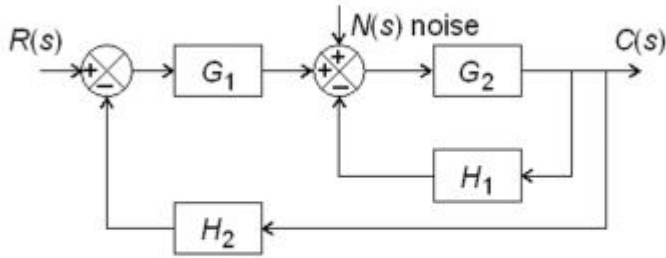 R(s)
N(s) noise
C(s)
+
−
G₁
+
+
−
G₂
H₁
H₂